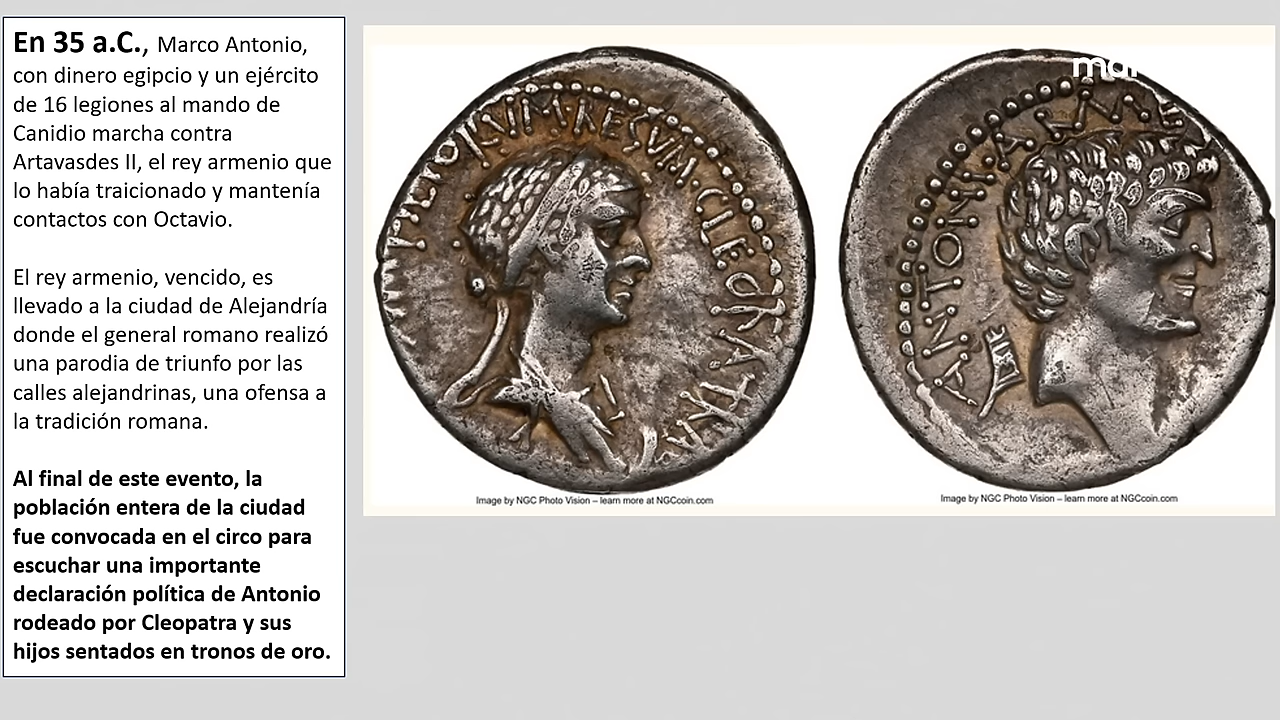 En 35 a.C., Marco Antonio,
con dinero egipcio y un ejército
de 16 legiones al mando de
Canidio marcha contra
Artavasdes II, el rey armenio que
lo había traicionado y mantenía
contactos con Octavio.
El rey armenio, vencido, es
llevado a la ciudad de Alejandría
donde el general romano realizó
una parodia de triunfo por las
calles alejandrinas, una ofensa a
la tradición romana.
Al final de este evento, la
población entera de la ciudad
fue convocada en el circo para
escuchar una importante
declaración política de Antonio
rodeado por Cleopatra y sus
hijos sentados en tronos de oro.
ANTONI
Image by NGC Photo Vision – learn more at NGCcoin.com
Image by NGC Photo Vision – learn more at NGCcoin.com